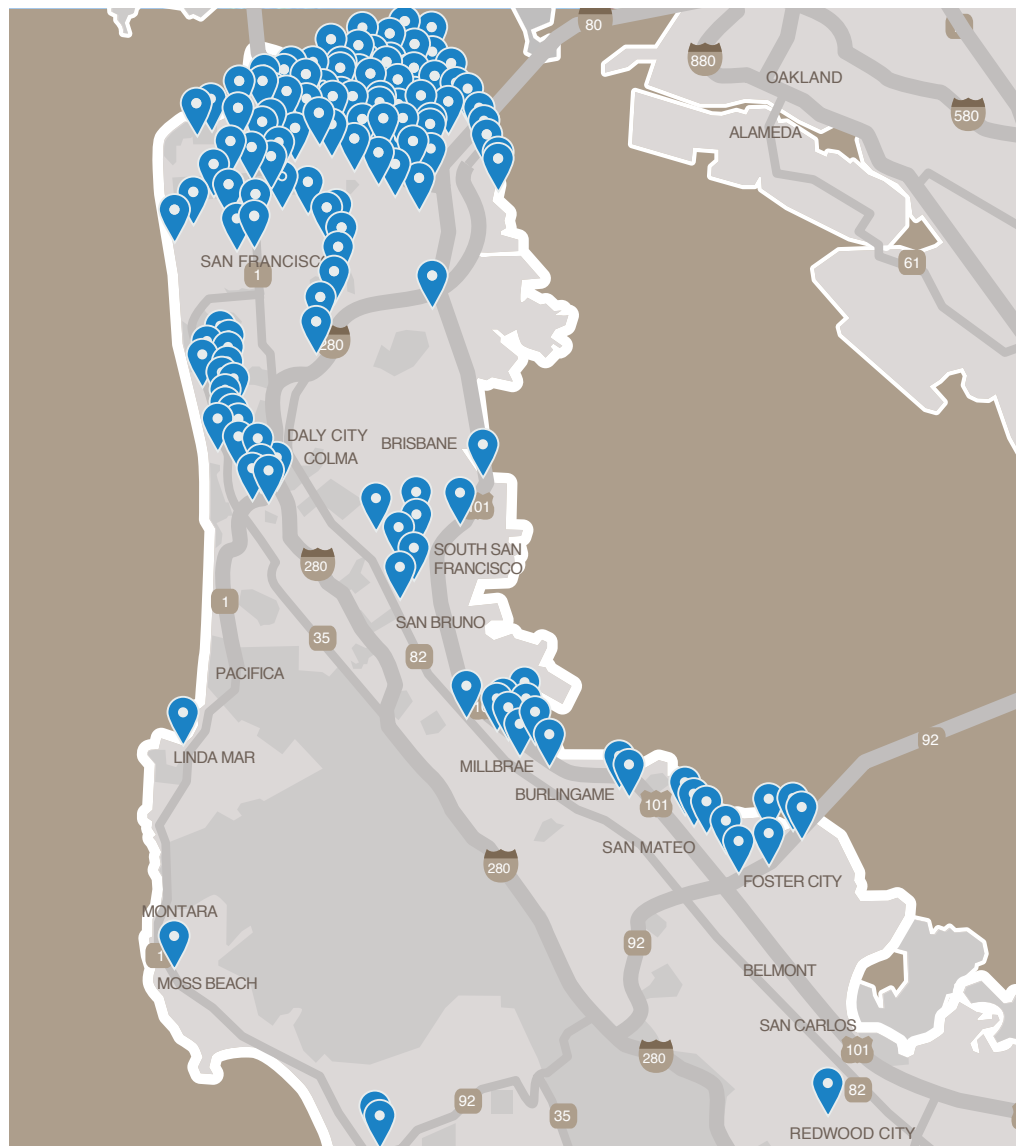 80
880
OAKLAND
580
ALAMEDA
61
SAN FRANCISCO
1
280
DALY CITY
COLMA
BRISBANE
101
SOUTH SAN
FRANCISCO
280
1
35
SAN BRUNO
82
PACIFICA
LINDA MAR
MILLBRAE
92
BURLINGAME
101
SAN MATEO
280
FOSTER CITY
MONTARA
1
92
MOSS BEACH
BELMONT
SAN CARLOS
101
280
82
92
35
REDWOOD CITY